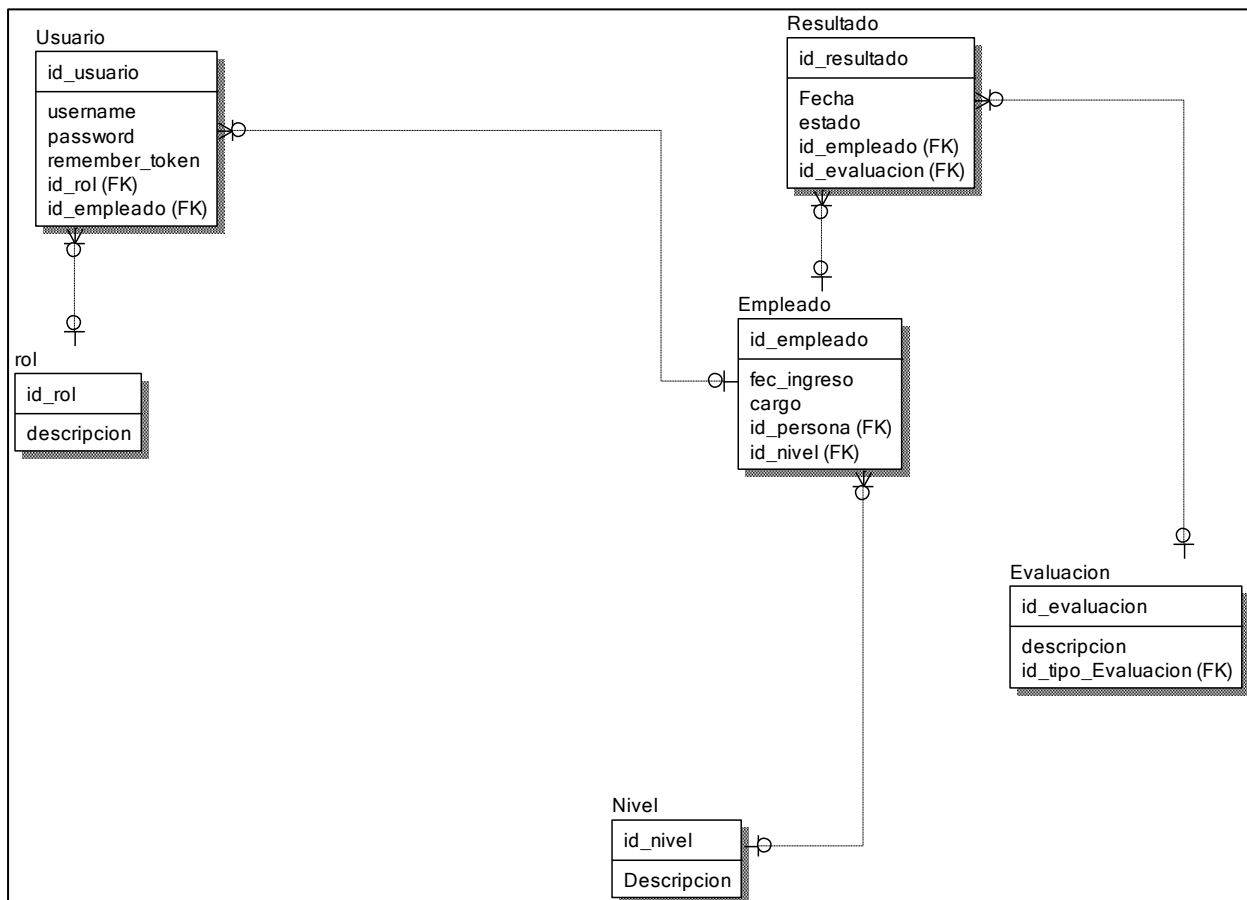 Usuario
id_usuario
username
password
remember_token
id_rol (FK)
id_empleado (FK)
rol
id_rol
descripcion
Resultado
id_resultado
Fecha
estado
id_empleado (FK)
id_evaluacion (FK)
Empleado
id_empleado
fec_ingreso
cargo
id_persona (FK)
id_nivel (FK)
Evaluacion
id_evaluacion
descripcion
id_tipo_Evaluacion (FK)
Nivel
id_nivel
Descripcion